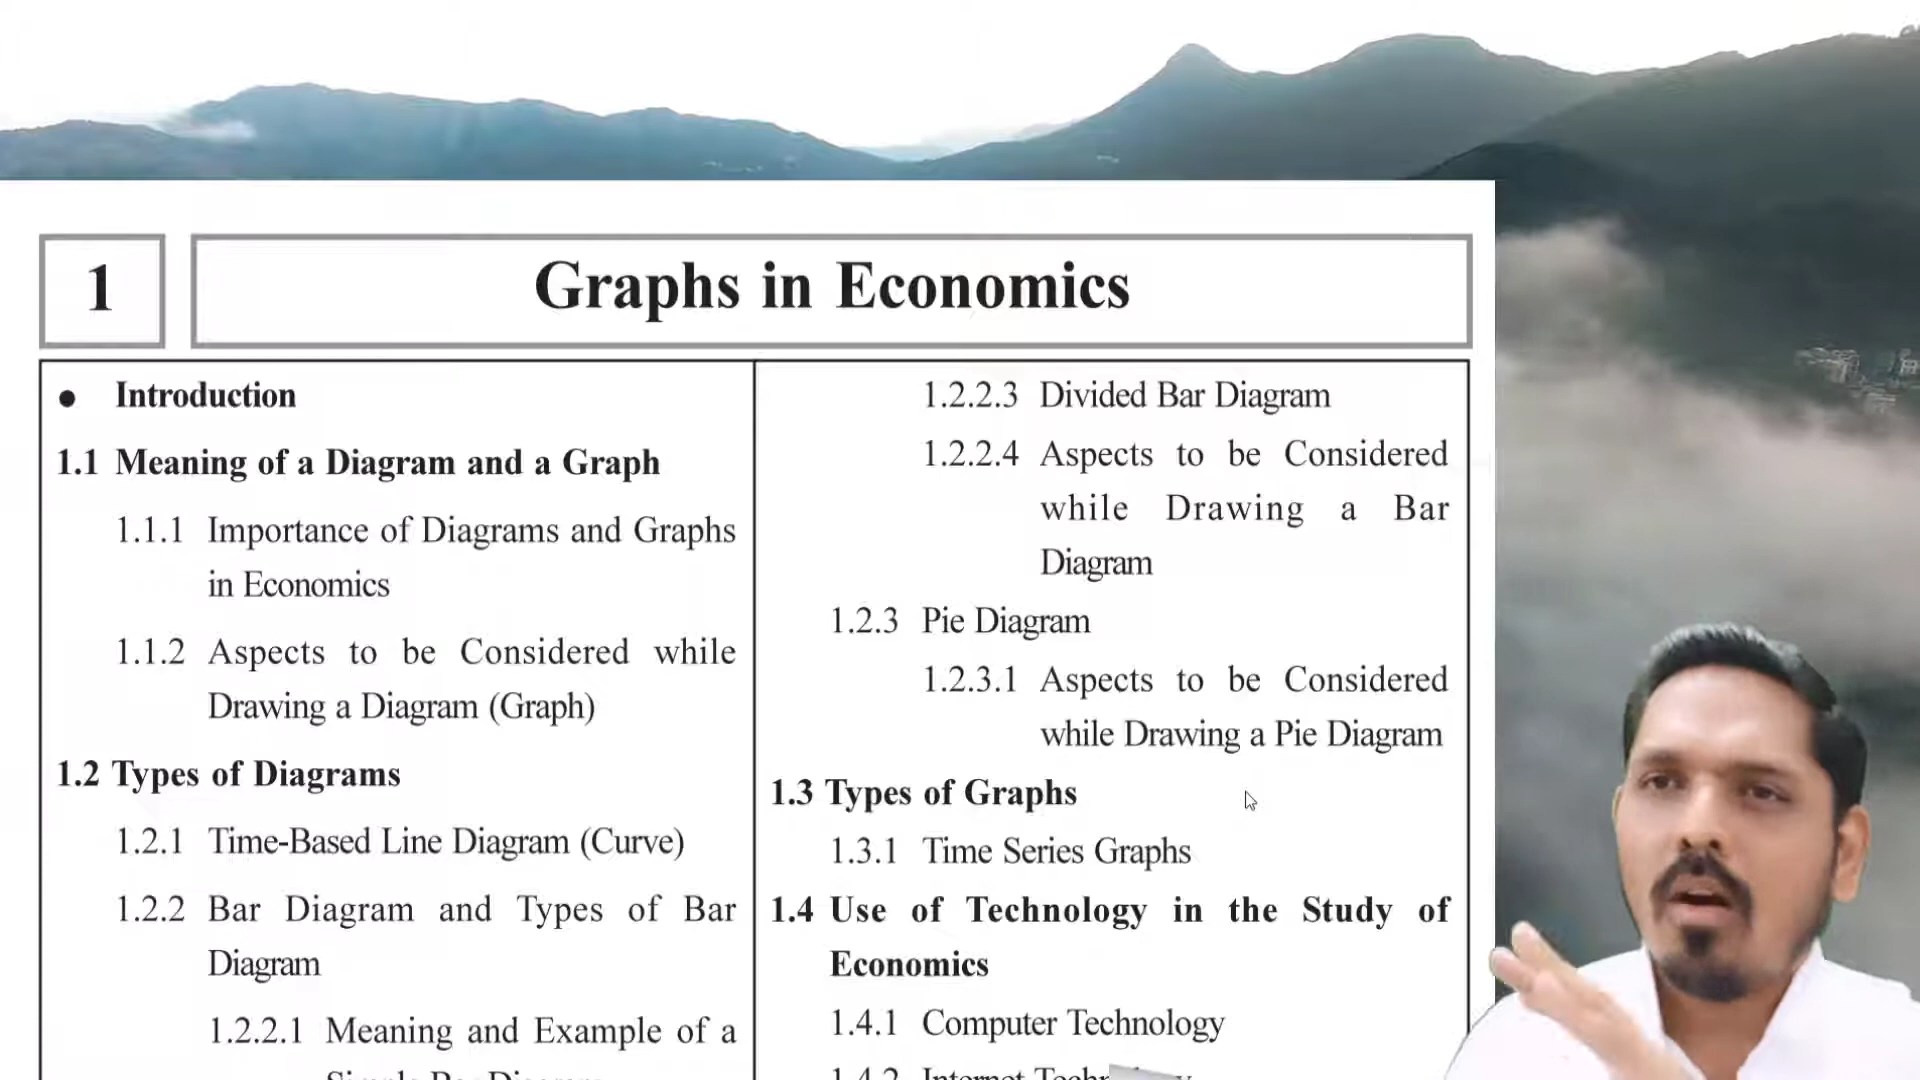 1
Graphs in Economics
● Introduction
1.1 Meaning of a Diagram and a Graph
1.1.1 Importance of Diagrams and Graphs
in Economics
1.1.2 Aspects to be Considered while
Drawing a Diagram (Graph)
1.2 Types of Diagrams
1.2.1 Time-Based Line Diagram (Curve)
1.2.2 Bar Diagram and Types of Bar
Diagram
1.2.2.1 Meaning and Example of a
1.2.2.3 Divided Bar Diagram
1.2.2.4 Aspects to be Considered
while Drawing a Bar
Diagram
1.2.3 Pie Diagram
1.2.3.1 Aspects to be Considered
while Drawing a Pie Diagram
1.3 Types of Graphs
1.3.1 Time Series Graphs
1.4 Use of Technology in the Study of
Economics
1.4.1 Computer Technology
1.4.2 Internet